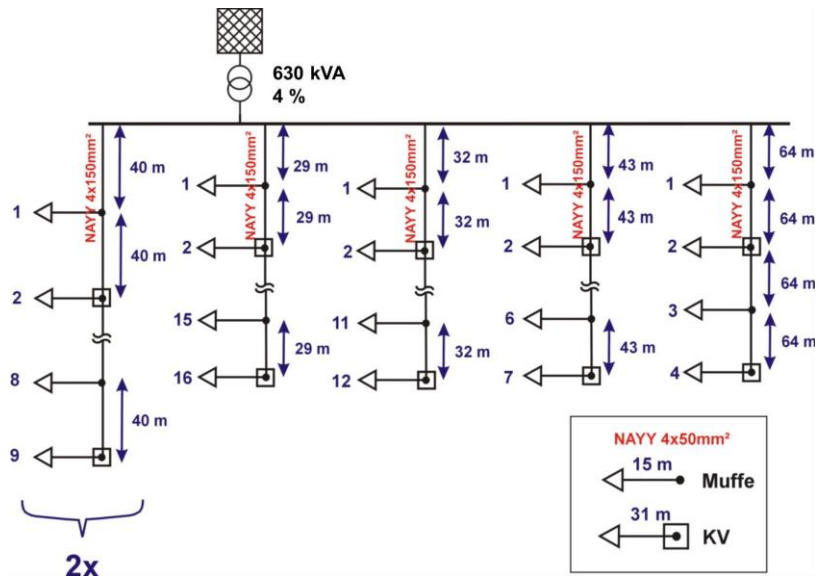 630 kVA
4 %
NAYY 4x150mm²
40 m
1
40 m
2
8
40 m
9
2x
NAYY 4x150mm²
29 m
1
29 m
2
15
29 m
16
NAYY 4x150mm²
32 m
1
32 m
2
11
32 m
12
NAYY 4x150mm²
43 m
1
43 m
2
6
43 m
7
NAYY 4x150mm²
64 m
1
64 m
2
64 m
3
64 m
4
NAYY 4x50mm²
15 m
Muffe
31 m
KV